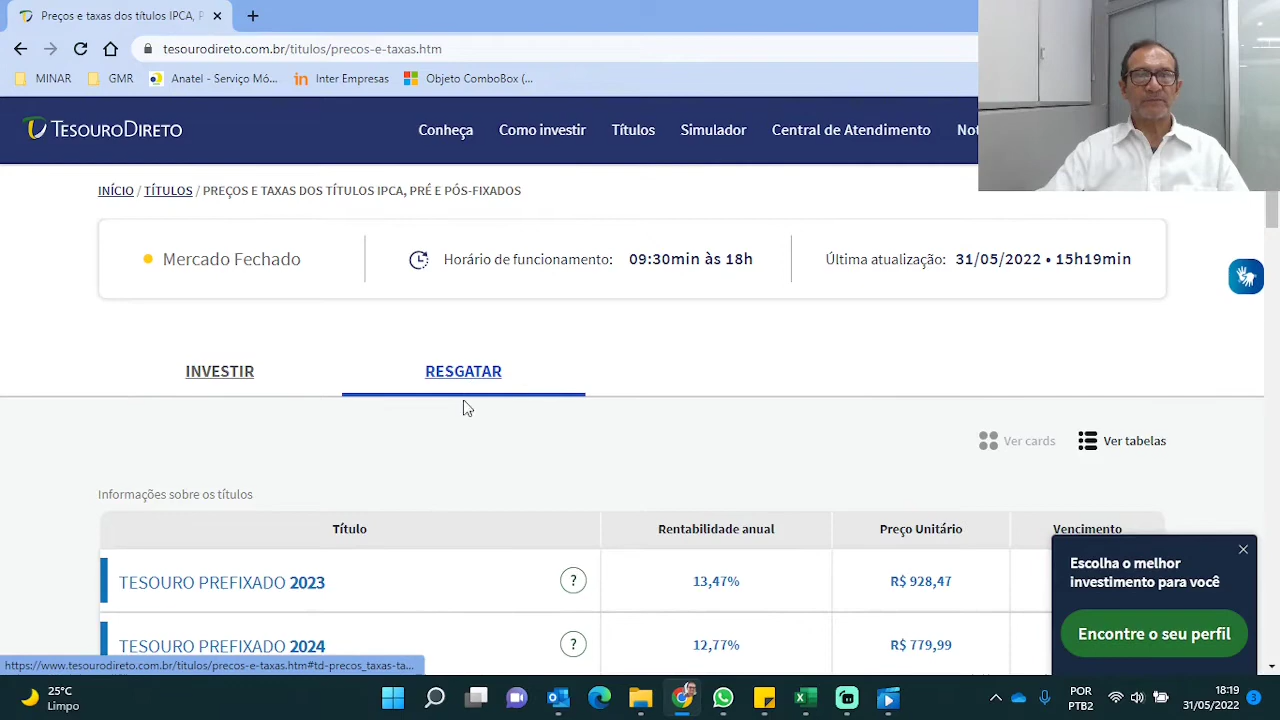 Preços e taxas dos títulos IPCA, P
tesourodireto.com.br/titulos/precos-e-taxas.htm
MINAR GMR Anatel - Serviço Mó... in Inter Empresas Objeto ComboBox (...
TESOURODIRETO Conheça Como investir Títulos Simulador Central de Atendimento Not
INÍCIO / TÍTULOS / PREÇOS E TAXAS DOS TÍTULOS IPCA, PRÉ E PÓS-FIXADOS
Mercado Fechado Horário de funcionamento: 09:30min às 18h Última atualização: 31/05/2022 • 15h19min
INVESTIR RESGATAR
Ver cards Ver tabelas
Informações sobre os títulos
Título Rentabilidade anual Preço Unitário Vencimento
TESOURO PREFIXADO 2023 ? 13,47% R$ 928,47
TESOURO PREFIXADO 2024 ? 12,77% R$ 779,99
Escolha o melhor
investimento para você
Encontre o seu perfil
https://www.tesourodireto.com.br/titulos/precos-e-taxas.htm#td-precos_taxas-ta...
25°C
Limpo
POR
PTB2
18:19
31/05/2022
3